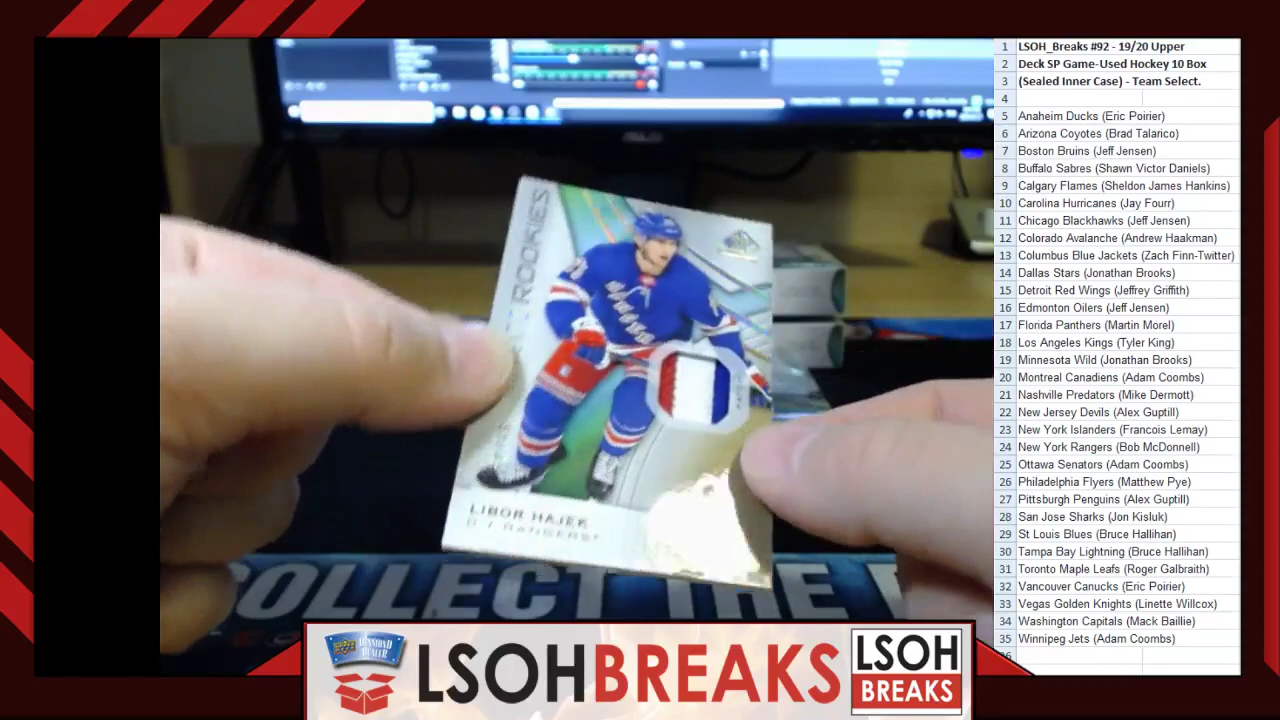 1 LSOH_Breaks #92 - 19/20 Upper
2 Deck SP Game-Used Hockey 10 Box
3 (Sealed Inner Case) - Team Select.
4
5 Anaheim Ducks (Eric Poirier)
6 Arizona Coyotes (Brad Talarico)
7 Boston Bruins (Jeff Jensen)
8 Buffalo Sabres (Shawn Victor Daniels)
9 Calgary Flames (Sheldon James Hankins)
10 Carolina Hurricanes (Jay Fourr)
11 Chicago Blackhawks (Jeff Jensen)
12 Colorado Avalanche (Andrew Haakman)
13 Columbus Blue Jackets (Zach Finn-Twitter)
14 Dallas Stars (Jonathan Brooks)
15 Detroit Red Wings (Jeffrey Griffith)
16 Edmonton Oilers (Jeff Jensen)
17 Florida Panthers (Martin Morel)
18 Los Angeles Kings (Tyler King)
19 Minnesota Wild (Jonathan Brooks)
20 Montreal Canadiens (Adam Coombs)
21 Nashville Predators (Mike Dermott)
22 New Jersey Devils (Alex Guptill)
23 New York Islanders (Francois Lemay)
24 New York Rangers (Bob McDonnell)
25 Ottawa Senators (Adam Coombs)
26 Philadelphia Flyers (Matthew Pye)
27 Pittsburgh Penguins (Alex Guptill)
28 San Jose Sharks (Jon Kisluk)
29 St Louis Blues (Bruce Hallihan)
30 Tampa Bay Lightning (Bruce Hallihan)
31 Toronto Maple Leafs (Roger Galbraith)
32 Vancouver Canucks (Eric Poirier)
33 Vegas Golden Knights (Linette Willcox)
34 Washington Capitals (Mack Baillie)
35 Winnipeg Jets (Adam Coombs)
ASUS
ROOKIES
LIBOR HAJEK
D / RANGERS
COLLECT THE
DIAMOND
DEALER
LSOHBREAKS
LSOH
BREAKS